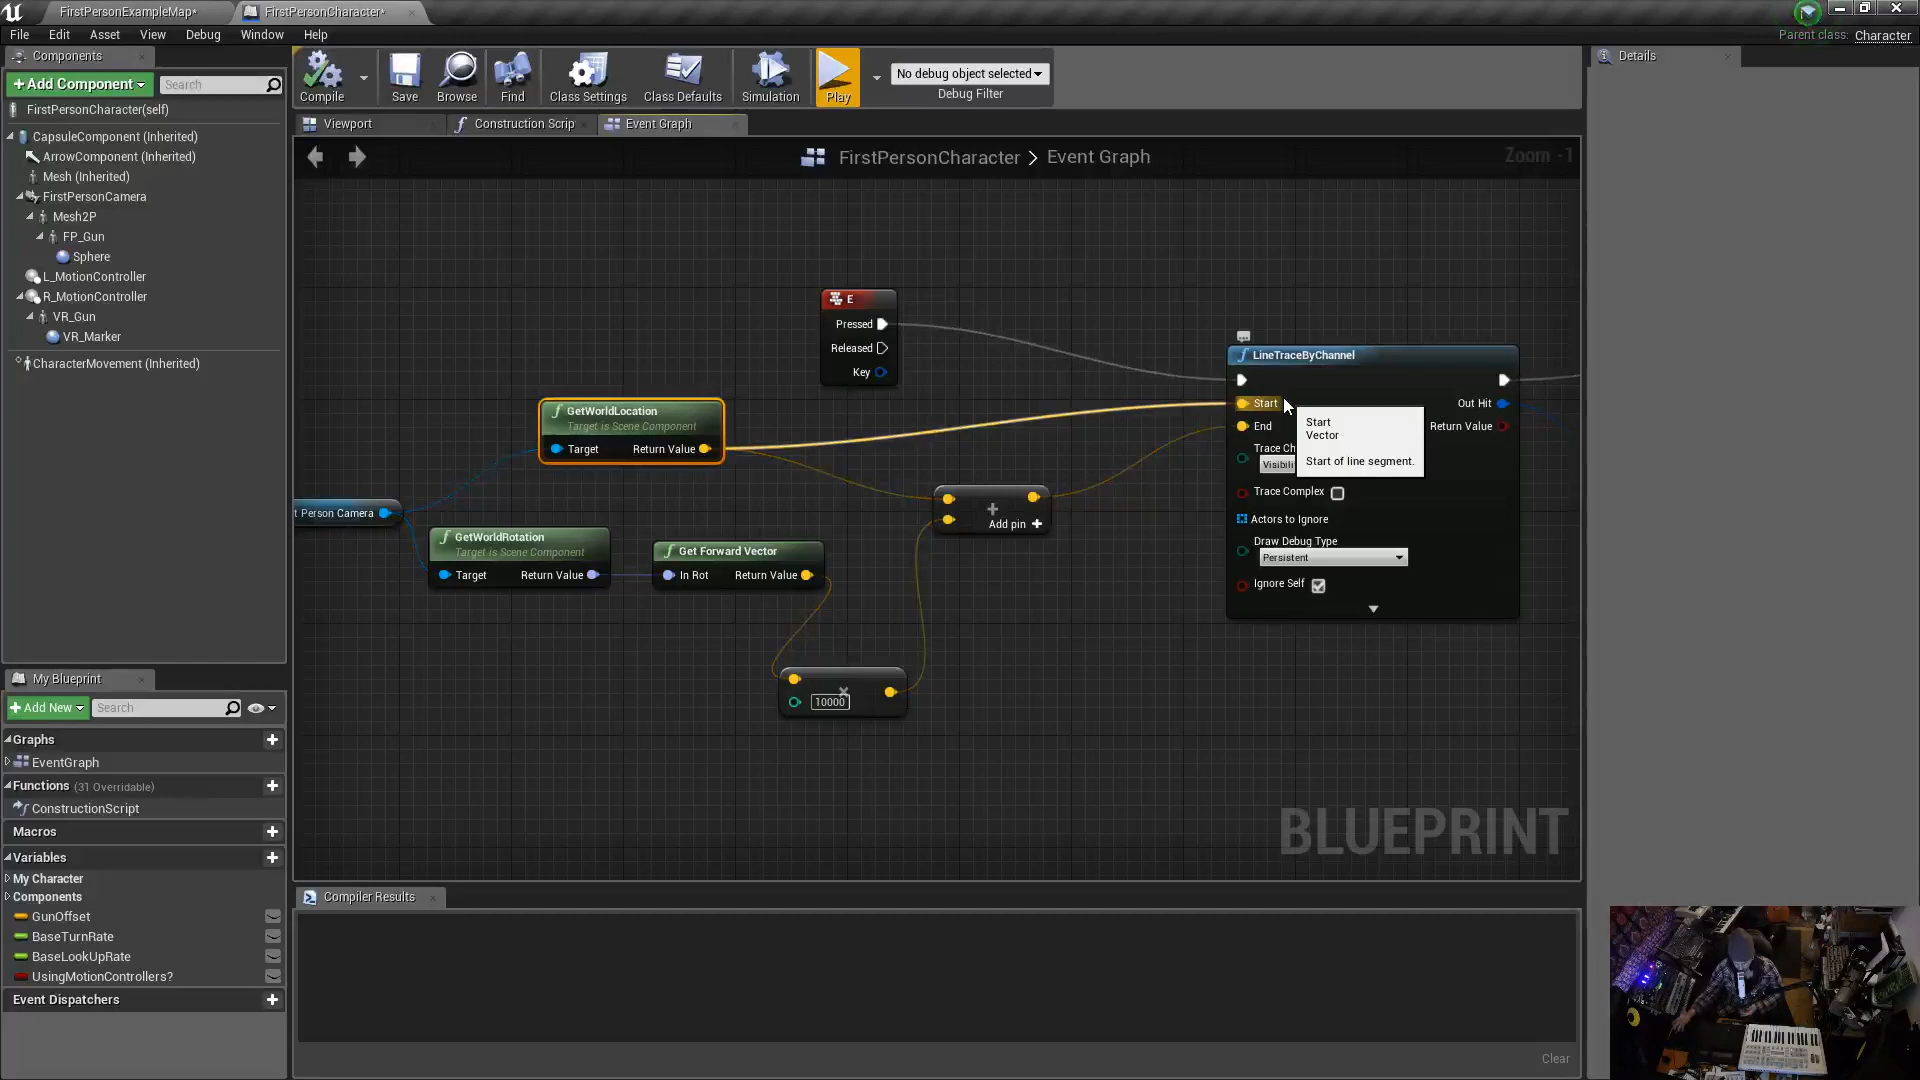 FirstPersonExampleMap*
FirstPersonCharacter*
File Edit Asset View Debug Window Help
Parent class: Character
Components
+Add Component
Search
FirstPersonCharacter(self)
CapsuleComponent (Inherited)
ArrowComponent (Inherited)
Mesh (Inherited)
FirstPersonCamera
Mesh2P
FP_Gun
Sphere
L_MotionController
R_MotionController
VR_Gun
VR_Marker
CharacterMovement (Inherited)
Compile
Save
Browse
Find
Class Settings
Class Defaults
Simulation
Play
No debug object selected
Debug Filter
Details
Viewport
Construction Scrip
Event Graph
FirstPersonCharacter > Event Graph
Zoom -1
E
Pressed
Released
Key
GetWorldLocation
Target is Scene Component
Target
Return Value
t Person Camera
GetWorldRotation
Target is Scene Component
Target
Return Value
Get Forward Vector
In Rot
Return Value
10000
+
Add pin +
LineTraceByChannel
Start
Out Hit
End
Return Value
Trace Ch
Visibili
Trace Complex
Actors to Ignore
Draw Debug Type
Persistent
Ignore Self
Start
Vector
Start of line segment.
BLUEPRINT
My Blueprint
+Add New
Search
Graphs
EventGraph
Functions (31 Overridable)
ConstructionScript
Macros
Variables
My Character
Components
GunOffset
BaseTurnRate
BaseLookUpRate
UsingMotionControllers?
Event Dispatchers
Compiler Results
Clear